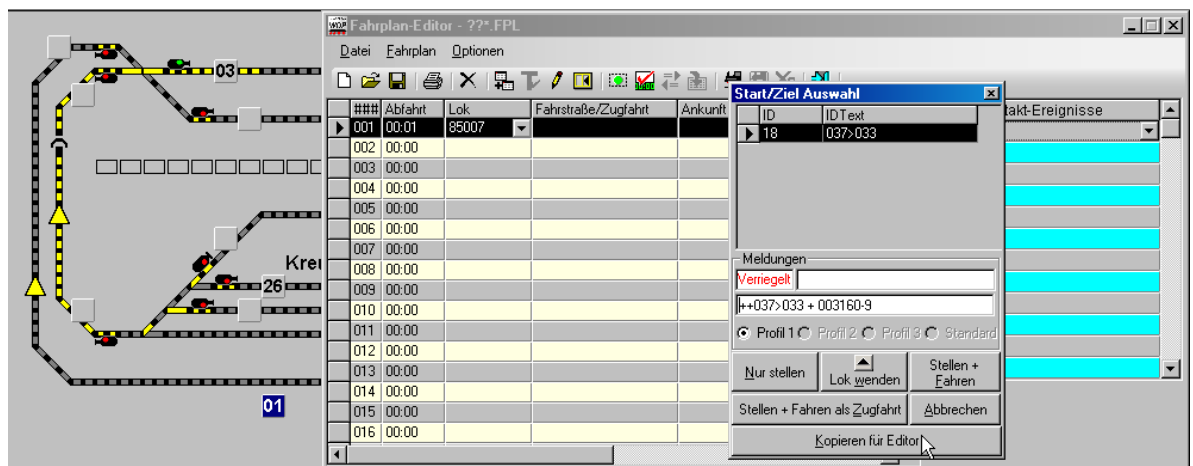 03
Krei
26
01
WDP Fahrplan-Editor - ??*.FPL
Datei Fahrplan Optionen
### Abfahrt Lok Fahrstraße/Zugfahrt Ankunft takt-Ereignisse
001 00:01 85007
002 00:00
003 00:00
004 00:00
005 00:00
006 00:00
007 00:00
008 00:00
009 00:00
010 00:00
011 00:00
012 00:00
013 00:00
014 00:00
015 00:00
016 00:00
Start/Ziel Auswahl
ID IDText
18 037>033
Meldungen
Verriegelt
++037>033 + 003160-9
Profil 1 Profil 2 Profil 3 Standard
Nur stellen Lok wenden Stellen + Fahren
Stellen + Fahren als Zugfahrt Abbrechen
Kopieren für Editor